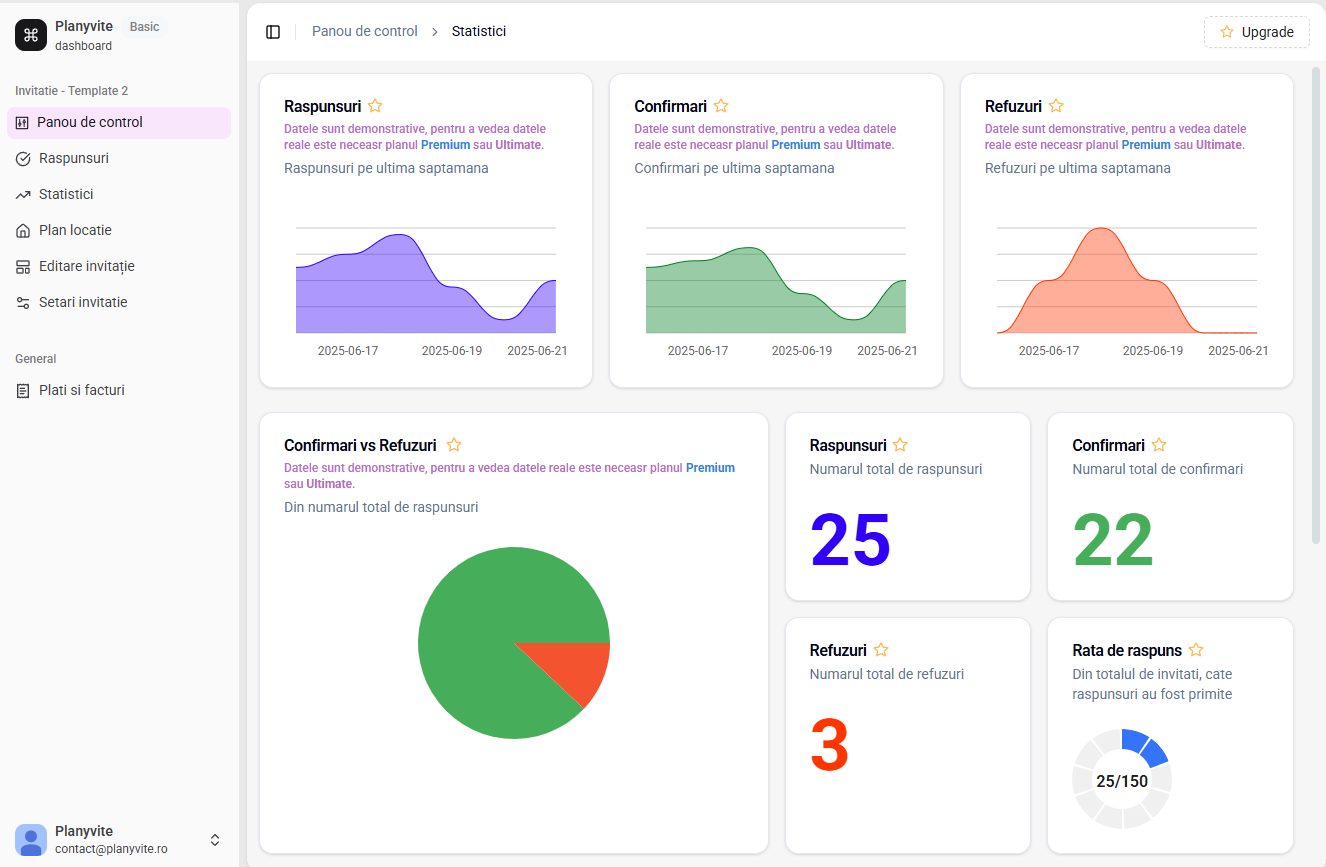 Planyvite Basic
dashboard
Invitatie - Template 2
Panou de control
Raspunsuri
Statistici
Plan locatie
Editare invitație
Setari invitatie
General
Plati si facturi
Planyvite
contact@planyvite.ro
Panou de control > Statistici
Upgrade
Raspunsuri
Datele sunt demonstrative, pentru a vedea datele
reale este neceasr planul Premium sau Ultimate.
Raspunsuri pe ultima saptamana
2025-06-17 2025-06-19 2025-06-21
Confirmari
Datele sunt demonstrative, pentru a vedea datele
reale este neceasr planul Premium sau Ultimate.
Confirmari pe ultima saptamana
2025-06-17 2025-06-19 2025-06-21
Refuzuri
Datele sunt demonstrative, pentru a vedea datele
reale este neceasr planul Premium sau Ultimate.
Refuzuri pe ultima saptamana
2025-06-17 2025-06-19 2025-06-21
Confirmari vs Refuzuri
Datele sunt demonstrative, pentru a vedea datele reale este neceasr planul Premium
sau Ultimate.
Din numarul total de raspunsuri
Raspunsuri
Numarul total de raspunsuri
25
Confirmari
Numarul total de confirmari
22
Refuzuri
Numarul total de refuzuri
3
Rata de raspuns
Din totalul de invitati, cate
raspunsuri au fost primite
25/150